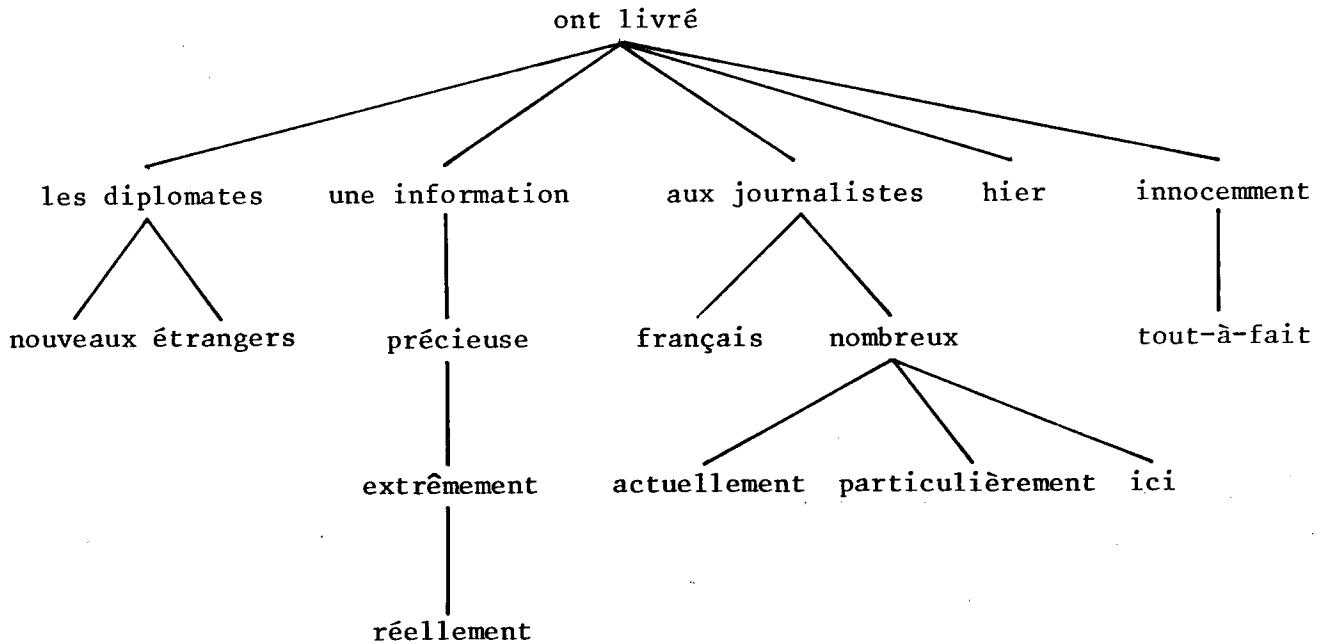 ont livré
les diplomates une information aux journalistes hier innocemment
nouveaux étrangers précieuse français nombreux tout-à-fait
extrêmement actuellement particulièrement ici
réellement